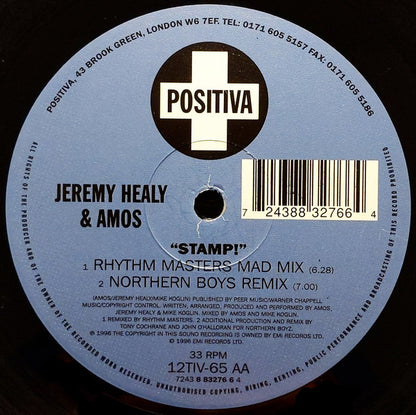 POSITIVA, 43 BROOK GREEN, LONDON W6 7EF. TEL: 0171 605 5157 FAX: 0171 605 5186
POSITIVA
JEREMY HEALY
& AMOS
7 24388 32766 4
"STAMP!"
1 RHYTHM MASTERS MAD MIX (6.28)
2 NORTHERN BOYS REMIX (7.00)
(AMOS/JEREMY HEALY/MIKE KOGLIN) PUBLISHED BY PEER MUSIC/WARNER CHAPPELL
MUSIC/COPYRIGHT CONTROL. WRITTEN, ARRANGED, PRODUCED AND PERFORMED BY AMOS,
JEREMY HEALY & MIKE KOGLIN. MIXED BY AMOS AND MIKE KOGLIN.
1 REMIXED BY RHYTHM MASTERS. 2 ADDITIONAL PRODUCTION AND REMIX BY
TONY COCHRANE AND JOHN O'HALLORAN FOR NORTHERN BOYZ.
℗ 1996 THE COPYRIGHT IN THIS SOUND RECORDING IS OWNED BY EMI RECORDS LTD.
© 1996 EMI RECORDS LTD.
33 RPM
12TIV-65 AA
7243 8 83276 6 4
ALL RIGHTS OF THE PRODUCER AND OF THE OWNER OF THE RECORDED WORK RESERVED. UNAUTHORISED COPYING, HIRING, RENTING, PUBLIC PERFORMANCE AND BROADCASTING OF THIS RECORD PROHIBITED